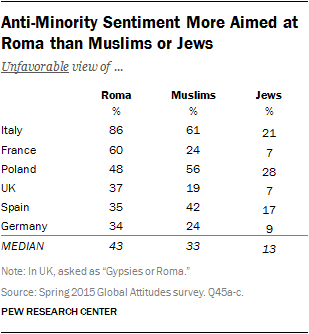 Anti-Minority Sentiment More Aimed at
Roma than Muslims or Jews
Unfavorable view of ...
Roma Muslims Jews
% % %
Italy 86 61 21
France 60 24 7
Poland 48 56 28
UK 37 19 7
Spain 35 42 17
Germany 34 24 9
MEDIAN 43 33 13
Note: In UK, asked as “Gypsies or Roma.”
Source: Spring 2015 Global Attitudes survey. Q45a-c.
PEW RESEARCH CENTER